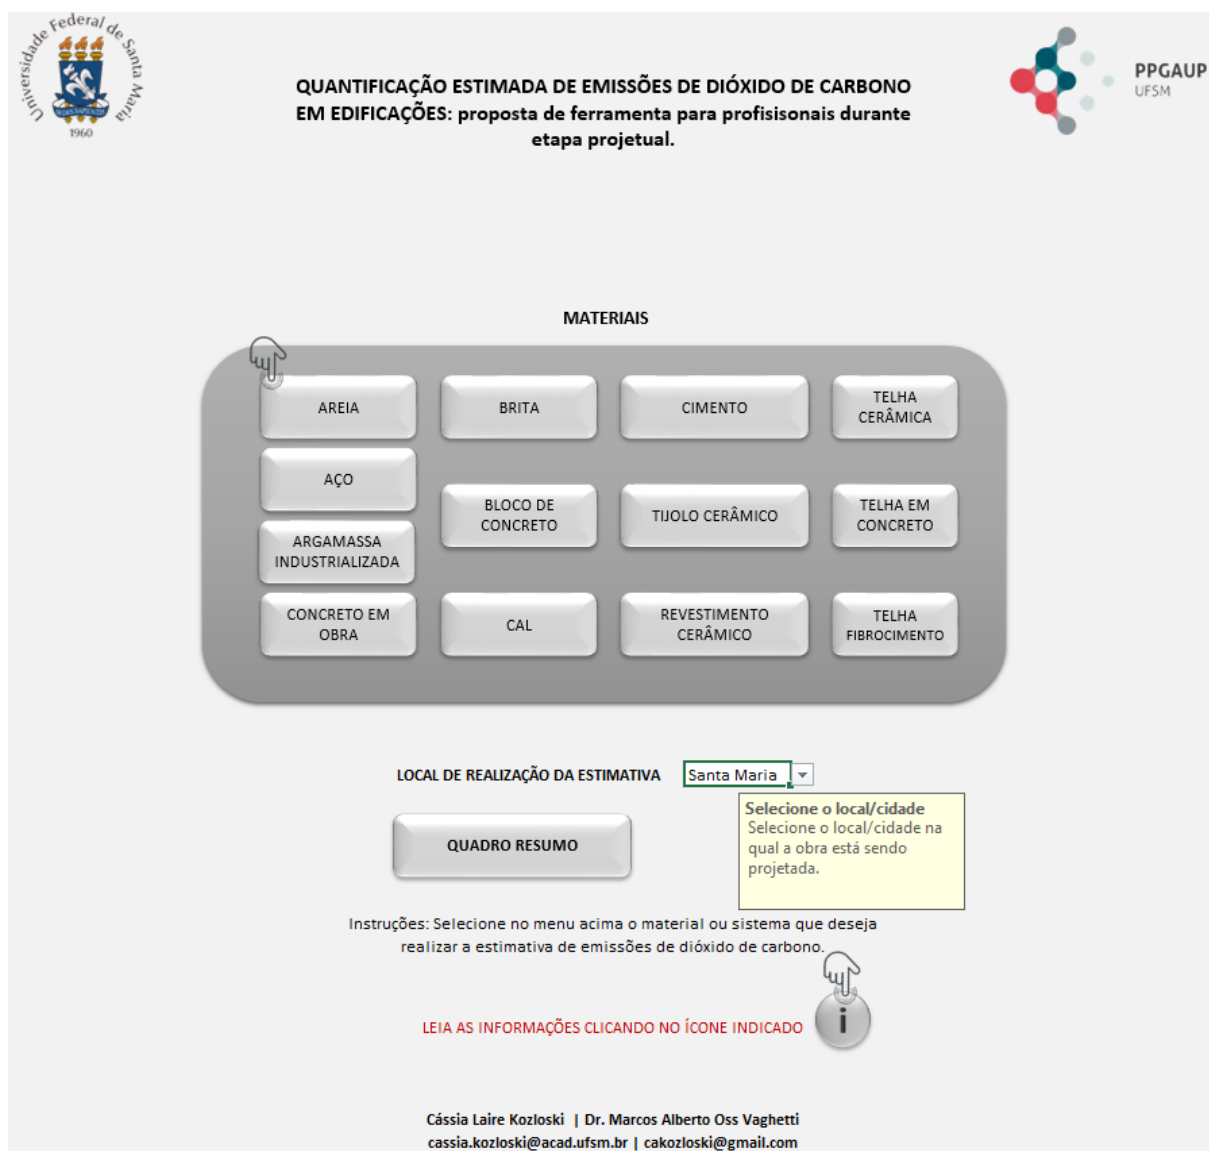 Universidade Federal de Santa Maria
SEDES SAPIENTIAE
1960
QUANTIFICAÇÃO ESTIMADA DE EMISSÕES DE DIÓXIDO DE CARBONO
EM EDIFICAÇÕES: proposta de ferramenta para profisisonais durante
etapa projetual.
PPGAUP
UFSM
MATERIAIS
AREIA
BRITA
CIMENTO
TELHA
CERÂMICA
AÇO
BLOCO DE
CONCRETO
TIJOLO CERÂMICO
TELHA EM
CONCRETO
ARGAMASSA
INDUSTRIALIZADA
CONCRETO EM
OBRA
CAL
REVESTIMENTO
CERÂMICO
TELHA
FIBROCIMENTO
LOCAL DE REALIZAÇÃO DA ESTIMATIVA
Santa Maria
Selecione o local/cidade
Selecione o local/cidade na
qual a obra está sendo
projetada.
QUADRO RESUMO
Instruções: Selecione no menu acima o material ou sistema que deseja
realizar a estimativa de emissões de dióxido de carbono.
i
LEIA AS INFORMAÇÕES CLICANDO NO ÍCONE INDICADO
Cássia Laire Kozloski | Dr. Marcos Alberto Oss Vaghetti
cassia.kozloski@acad.ufsm.br | cakozloski@gmail.com